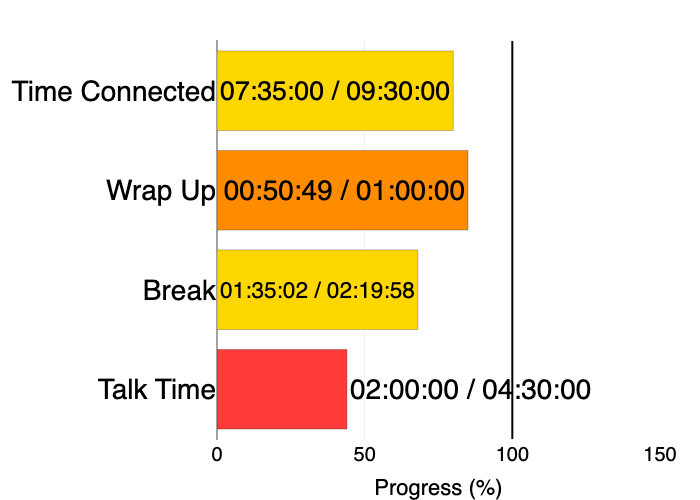 Time Connected 07:35:00 / 09:30:00
Wrap Up 00:50:49 / 01:00:00
Break 01:35:02 / 02:19:58
Talk Time 02:00:00 / 04:30:00
0 50 100 150
Progress (%)